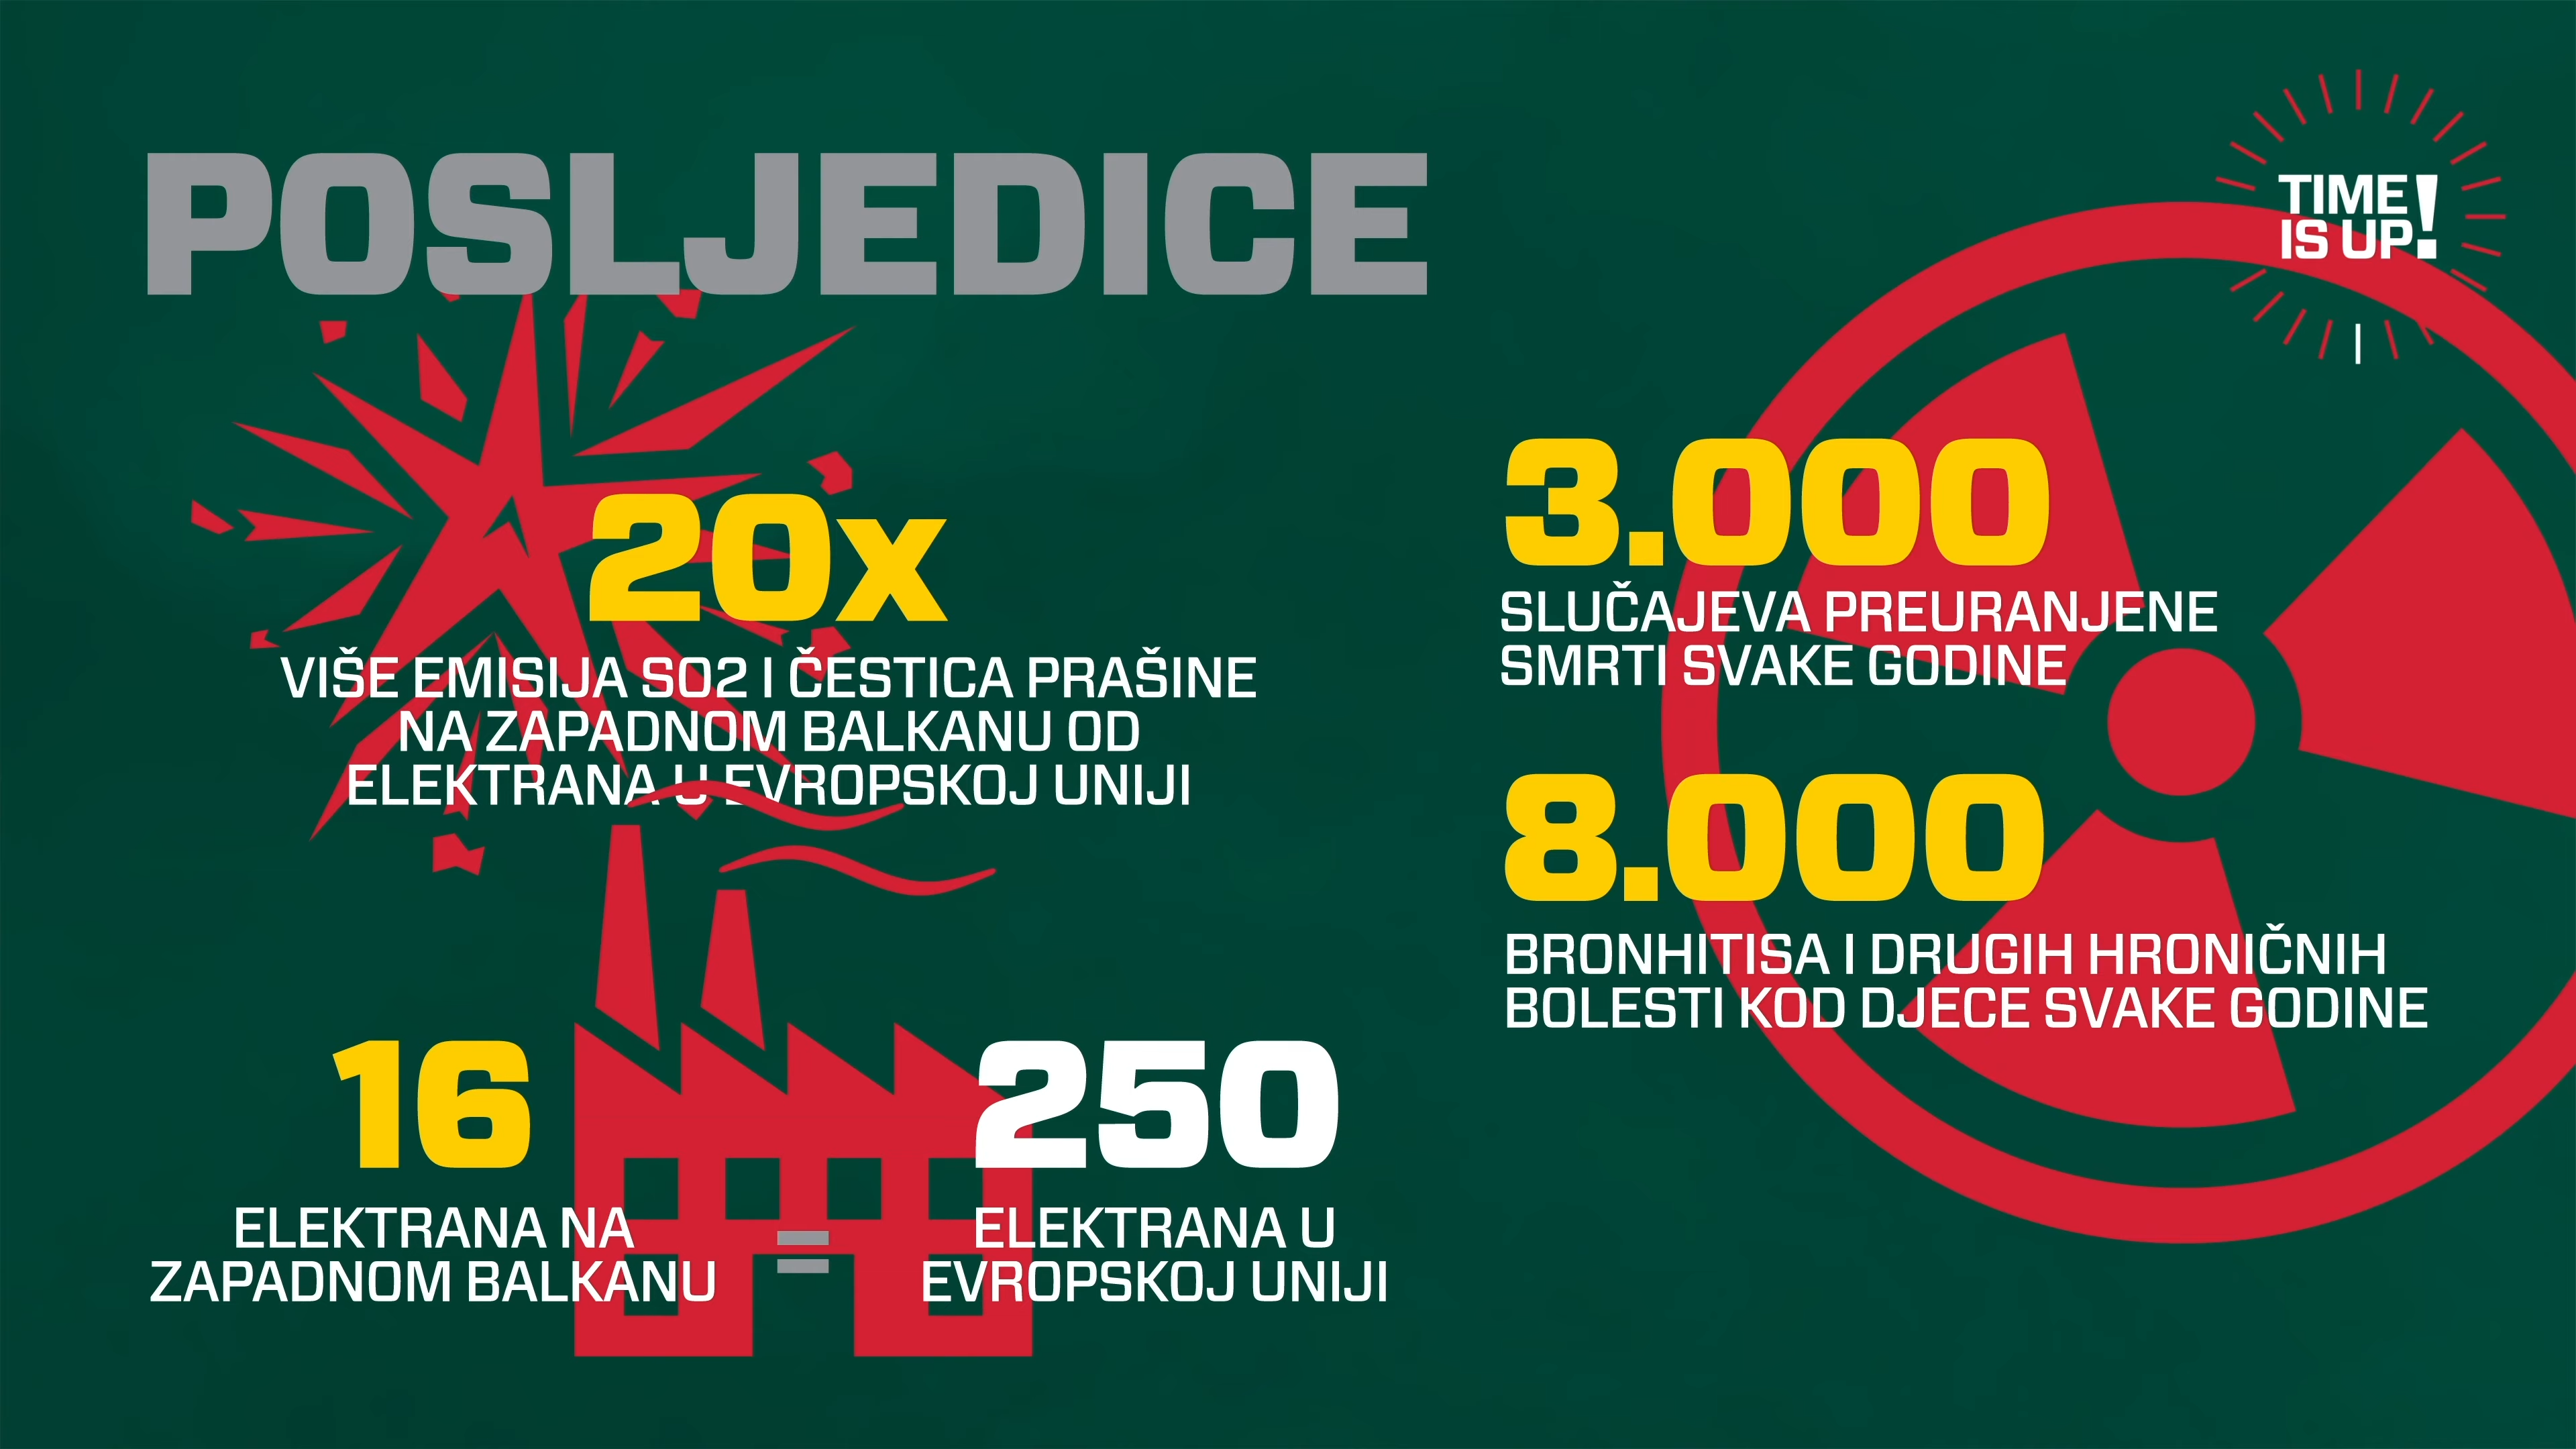 POSLJEDICE
TIME
IS UP!
20x
VIŠE EMISIJA SO2 I ČESTICA PRAŠINE
NA ZAPADNOM BALKANU OD
ELEKTRANA U EVROPSKOJ UNIJI
16
ELEKTRANA NA
ZAPADNOM BALKANU
=
250
ELEKTRANA U
EVROPSKOJ UNIJI
3.000
SLUČAJEVA PREURANJENE
SMRTI SVAKE GODINE
8.000
BRONHITISA I DRUGIH HRONIČNIH
BOLESTI KOD DJECE SVAKE GODINE